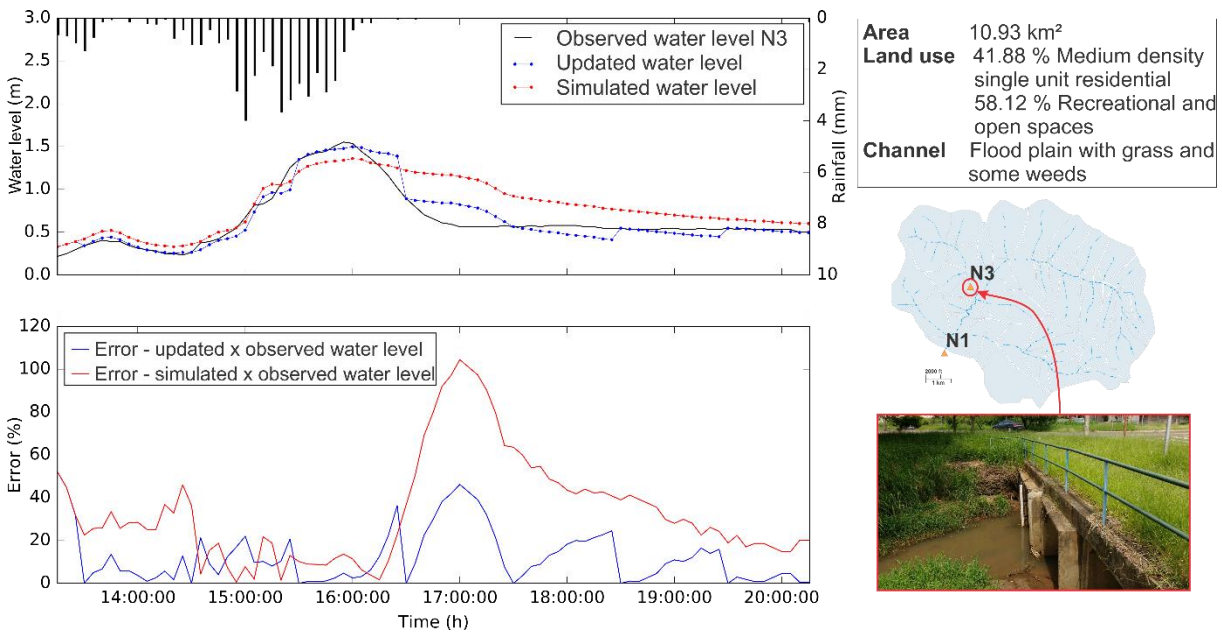 3.0
2.5
2.0
1.5
1.0
0.5
0.0
Water level (m)
Observed water level N3
Updated water level
Simulated water level
0
2
4
6
8
10
Rainfall (mm)
120
100
80
60
40
20
0
Error (%)
Error - updated x observed water level
Error - simulated x observed water level
14:00:00 15:00:00 16:00:00 17:00:00 18:00:00 19:00:00 20:00:00
Time (h)
Area 10.93 km²
Land use 41.88 % Medium density
single unit residential
58.12 % Recreational and
open spaces
Channel Flood plain with grass and
some weeds
N3
N1
2000 ft
1 km